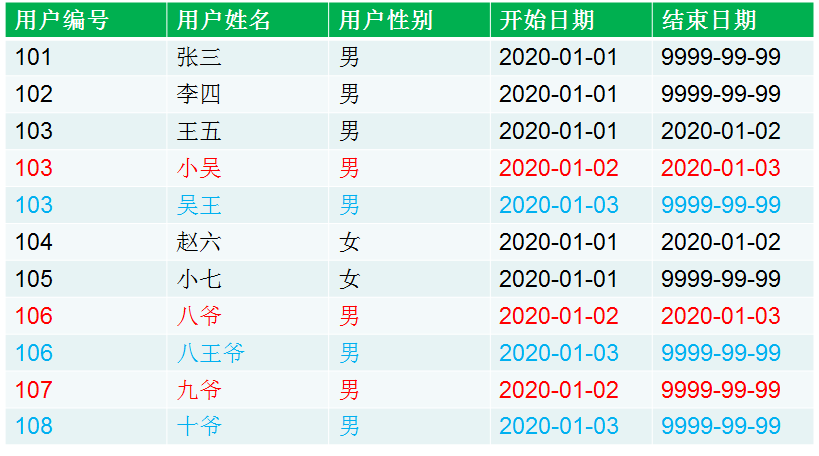 用户编号 用户姓名 用户性别 开始日期 结束日期
101 张三 男 2020-01-01 9999-99-99
102 李四 男 2020-01-01 9999-99-99
103 王五 男 2020-01-01 2020-01-02
103 小吴 男 2020-01-02 2020-01-03
103 吴王 男 2020-01-03 9999-99-99
104 赵六 女 2020-01-01 2020-01-02
105 小七 女 2020-01-01 9999-99-99
106 八爷 男 2020-01-02 2020-01-03
106 八王爷 男 2020-01-03 9999-99-99
107 九爷 男 2020-01-02 9999-99-99
108 十爷 男 2020-01-03 9999-99-99